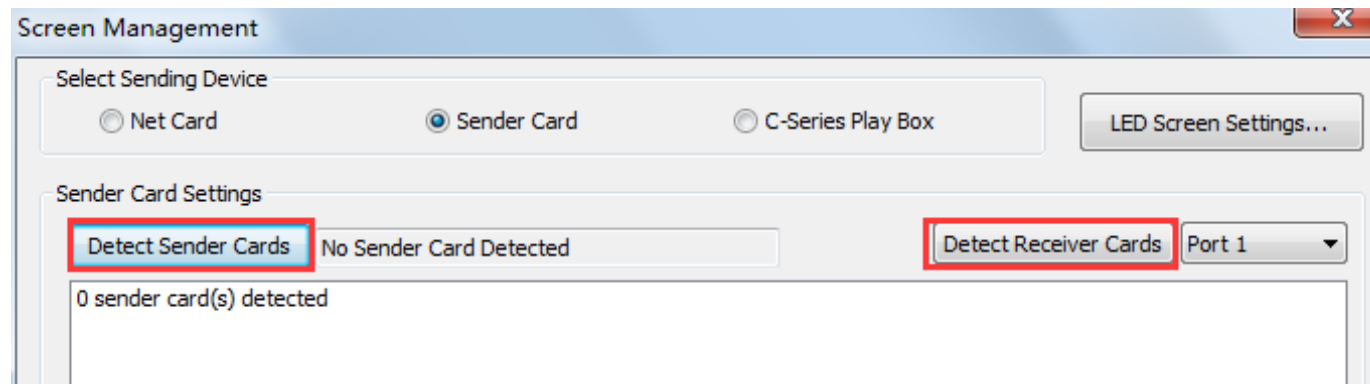 Screen Management
Select Sending Device
Net Card Sender Card C-Series Play Box
LED Screen Settings...
Sender Card Settings
Detect Sender Cards No Sender Card Detected Detect Receiver Cards Port 1
0 sender card(s) detected